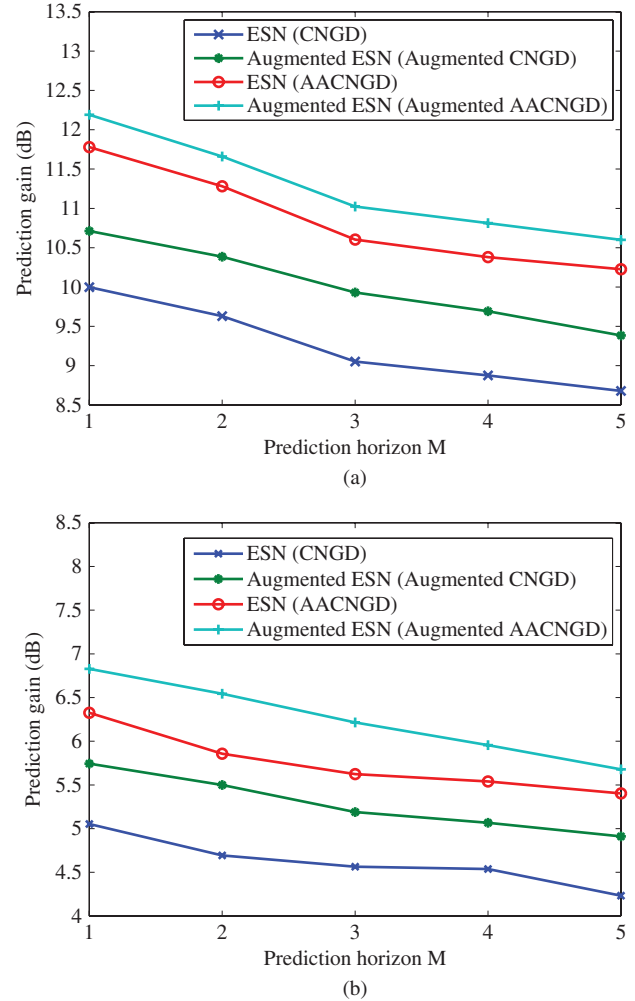 13.5
13
12.5
12
11.5
11
10.5
10
9.5
9
8.5
Prediction gain (dB)
ESN (CNGD)
Augmented ESN (Augmented CNGD)
ESN (AACNGD)
Augmented ESN (Augmented AACNGD)
1 2 3 4 5
Prediction horizon M
(a)
8.5
8
7.5
7
6.5
6
5.5
5
4.5
4
Prediction gain (dB)
ESN (CNGD)
Augmented ESN (Augmented CNGD)
ESN (AACNGD)
Augmented ESN (Augmented AACNGD)
1 2 3 4 5
Prediction horizon M
(b)